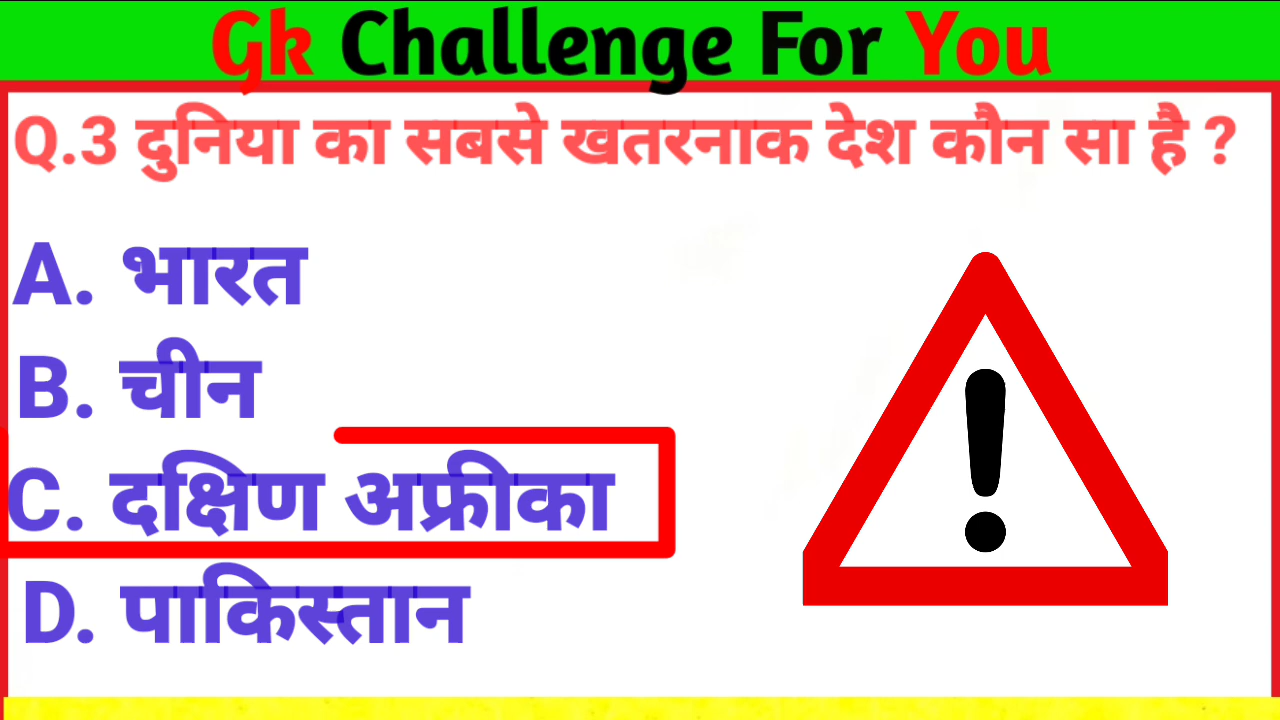 Gk Challenge For You
Q.3 दुनिया का सबसे खतरनाक देश कौन सा है ?
A. भारत
B. चीन
C. दक्षिण अफ्रीका
D. पाकिस्तान